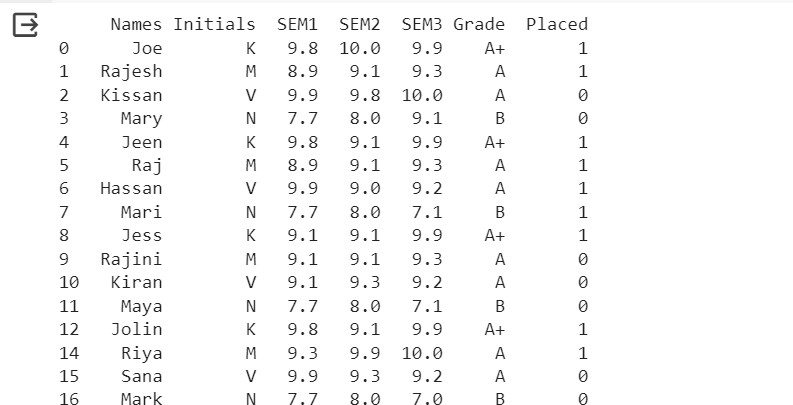 Names Initials SEM1 SEM2 SEM3 Grade Placed
0 Joe K 9.8 10.0 9.9 A+ 1
1 Rajesh M 8.9 9.1 9.3 A 1
2 Kissan V 9.9 9.8 10.0 A 0
3 Mary N 7.7 8.0 9.1 B 0
4 Jeen K 9.8 9.1 9.9 A+ 1
5 Raj M 8.9 9.1 9.3 A 1
6 Hassan V 9.9 9.0 9.2 A 1
7 Mari N 7.7 8.0 7.1 B 1
8 Jess K 9.1 9.1 9.9 A+ 1
9 Rajini M 9.1 9.1 9.3 A 0
10 Kiran V 9.1 9.3 9.2 A 0
11 Maya N 7.7 8.0 7.1 B 0
12 Jolin K 9.8 9.1 9.9 A+ 1
14 Riya M 9.3 9.9 10.0 A 1
15 Sana V 9.9 9.3 9.2 A 0
16 Mark N 7.7 8.0 7.0 B 0